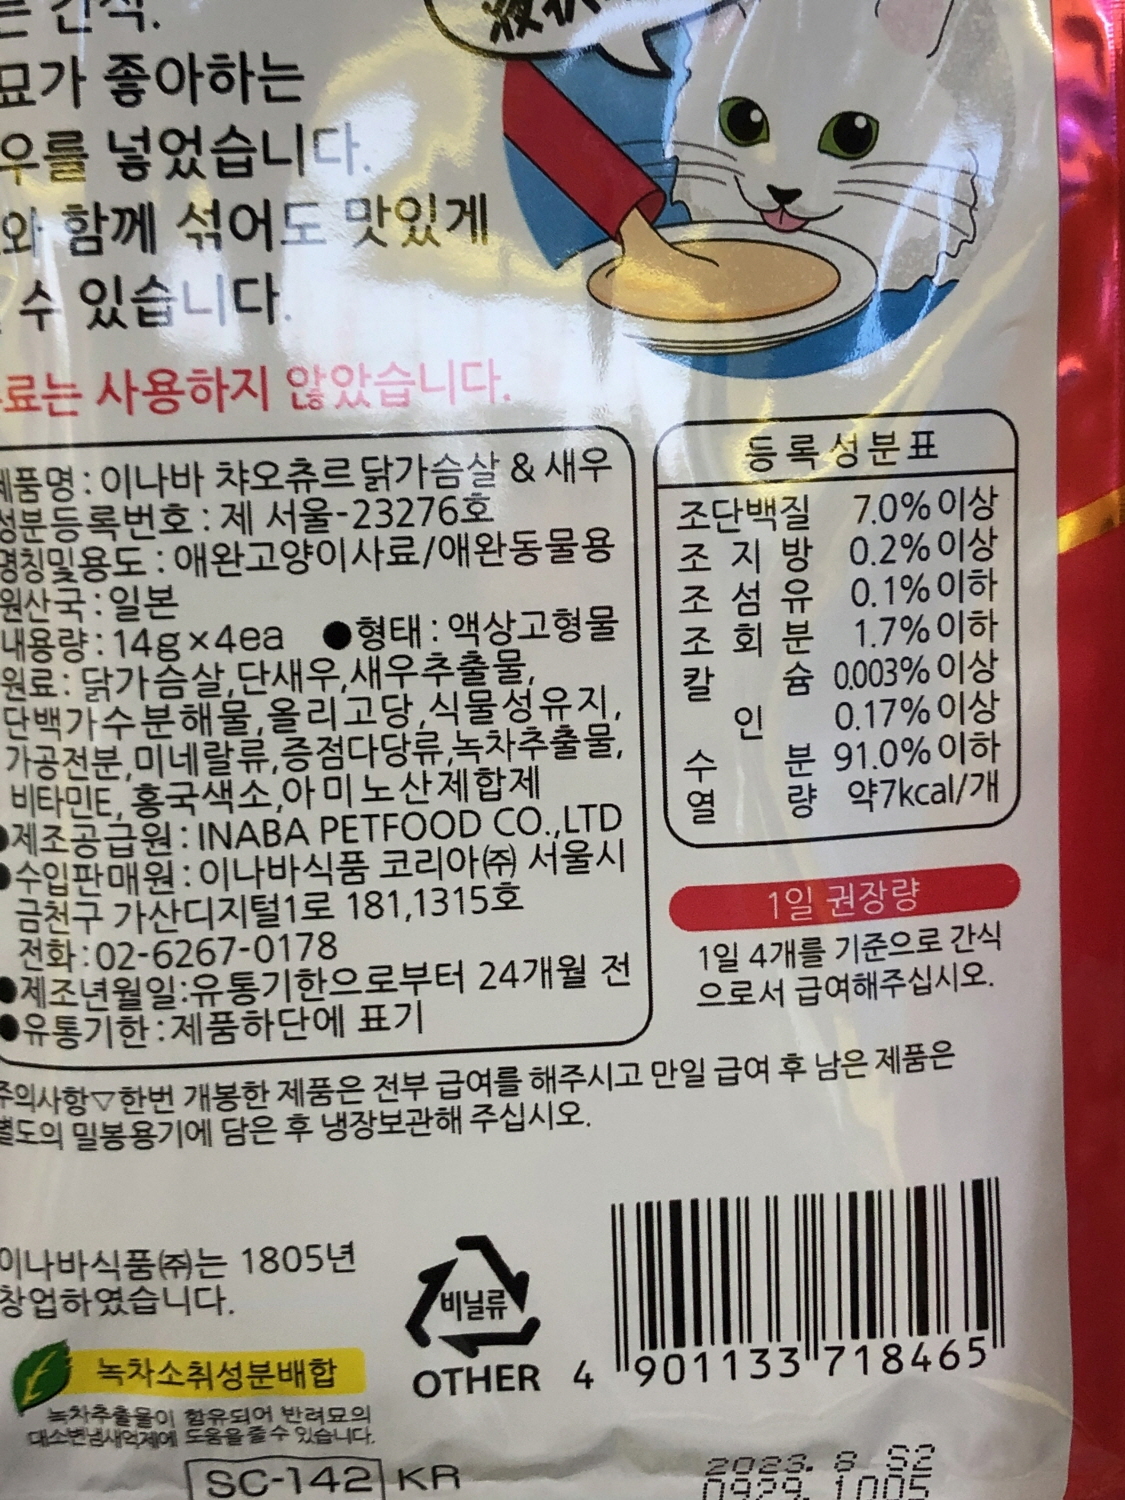 른 간식.
묘가 좋아하는
우를 넣었습니다.
와 함께 섞어도 맛있게
수 있습니다.
료는 사용하지 않았습니다.
제품명 : 이나바 챠오츄르 닭가슴살 & 새우
성분등록번호 : 제 서울-23276호
명칭및용도 : 애완고양이사료/애완동물용
원산국 : 일본
내용량 : 14g×4ea ●형태 : 액상고형물
원료 : 닭가슴살,단새우,새우추출물,
단백가수분해물,올리고당,식물성유지,
가공전분,미네랄류,증점다당류,녹차추출물,
비타민E, 홍국색소,아미노산제합제
●제조공급원 : INABA PETFOOD CO.,LTD
●수입판매원 : 이나바식품 코리아㈜ 서울시
금천구 가산디지털1로 181,1315호
전화:02-6267-0178
●제조년월일:유통기한으로부터 24개월 전
●유통기한:제품하단에 표기
등록성분표
조단백질 7.0% 이상
조지방 0.2% 이상
조섬유 0.1% 이하
조회분 1.7% 이하
칼슘 0.003% 이상
인 0.17% 이상
수분 91.0% 이하
열량 약7kcal/개
1일 권장량
1일 4개를 기준으로 간식
으로서 급여해주십시오.
주의사항▽한번 개봉한 제품은 전부 급여를 해주시고 만일 급여 후 남은 제품은
별도의 밀봉용기에 담은 후 냉장보관해 주십시오.
이나바식품㈜는 1805년
창업하였습니다.
비닐류
OTHER
4 901133 718465
녹차소취성분배합
녹차추출물이 함유되어 반려묘의
대소변냄새억제에 도움을 줄 수 있습니다.
SC-142 KR
2023. 8 S2
0929. 1005